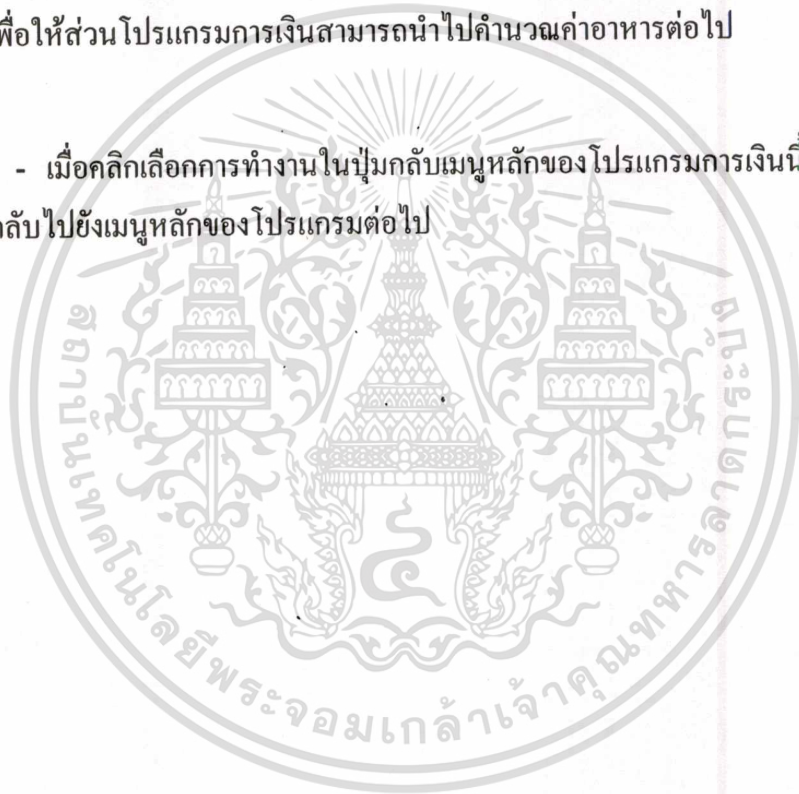 พื่อให้ส่วนโปรแกรมการเงินสามารถนำไปคำนวณค่าอาหารต่อไป
- เมื่อคลิกเลือกการทำงานในปุ่มกลับเมนูหลักของโปรแกรมการเงินนี้
กลับไปยังเมนูหลักของโปรแกรมต่อไป
สถาบันเทคโนโลยีพระจอมเกล้าเจ้าคุณทหารลาดกระบัง